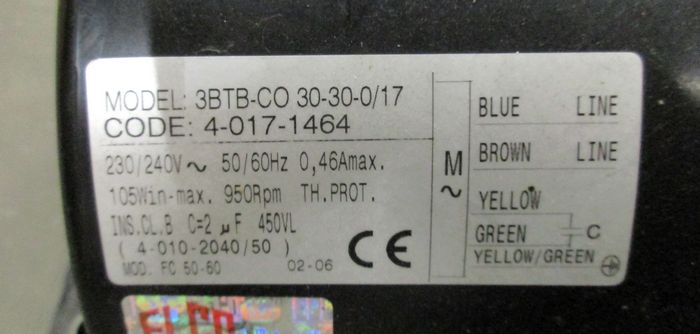 MODEL: 3BTB-CO 30-30-0/17
CODE: 4-017-1464
230/240V~ 50/60Hz 0,46Amax.
105Win-max. 950Rpm TH.PROT.
INS.CL.B C=2 µF 450VL
( 4-010-2040/50 )
MOD. FC 50-60 02-06
CE
M
~
BLUE LINE
BROWN LINE
YELLOW
GREEN C
YELLOW/GREEN
ELCO